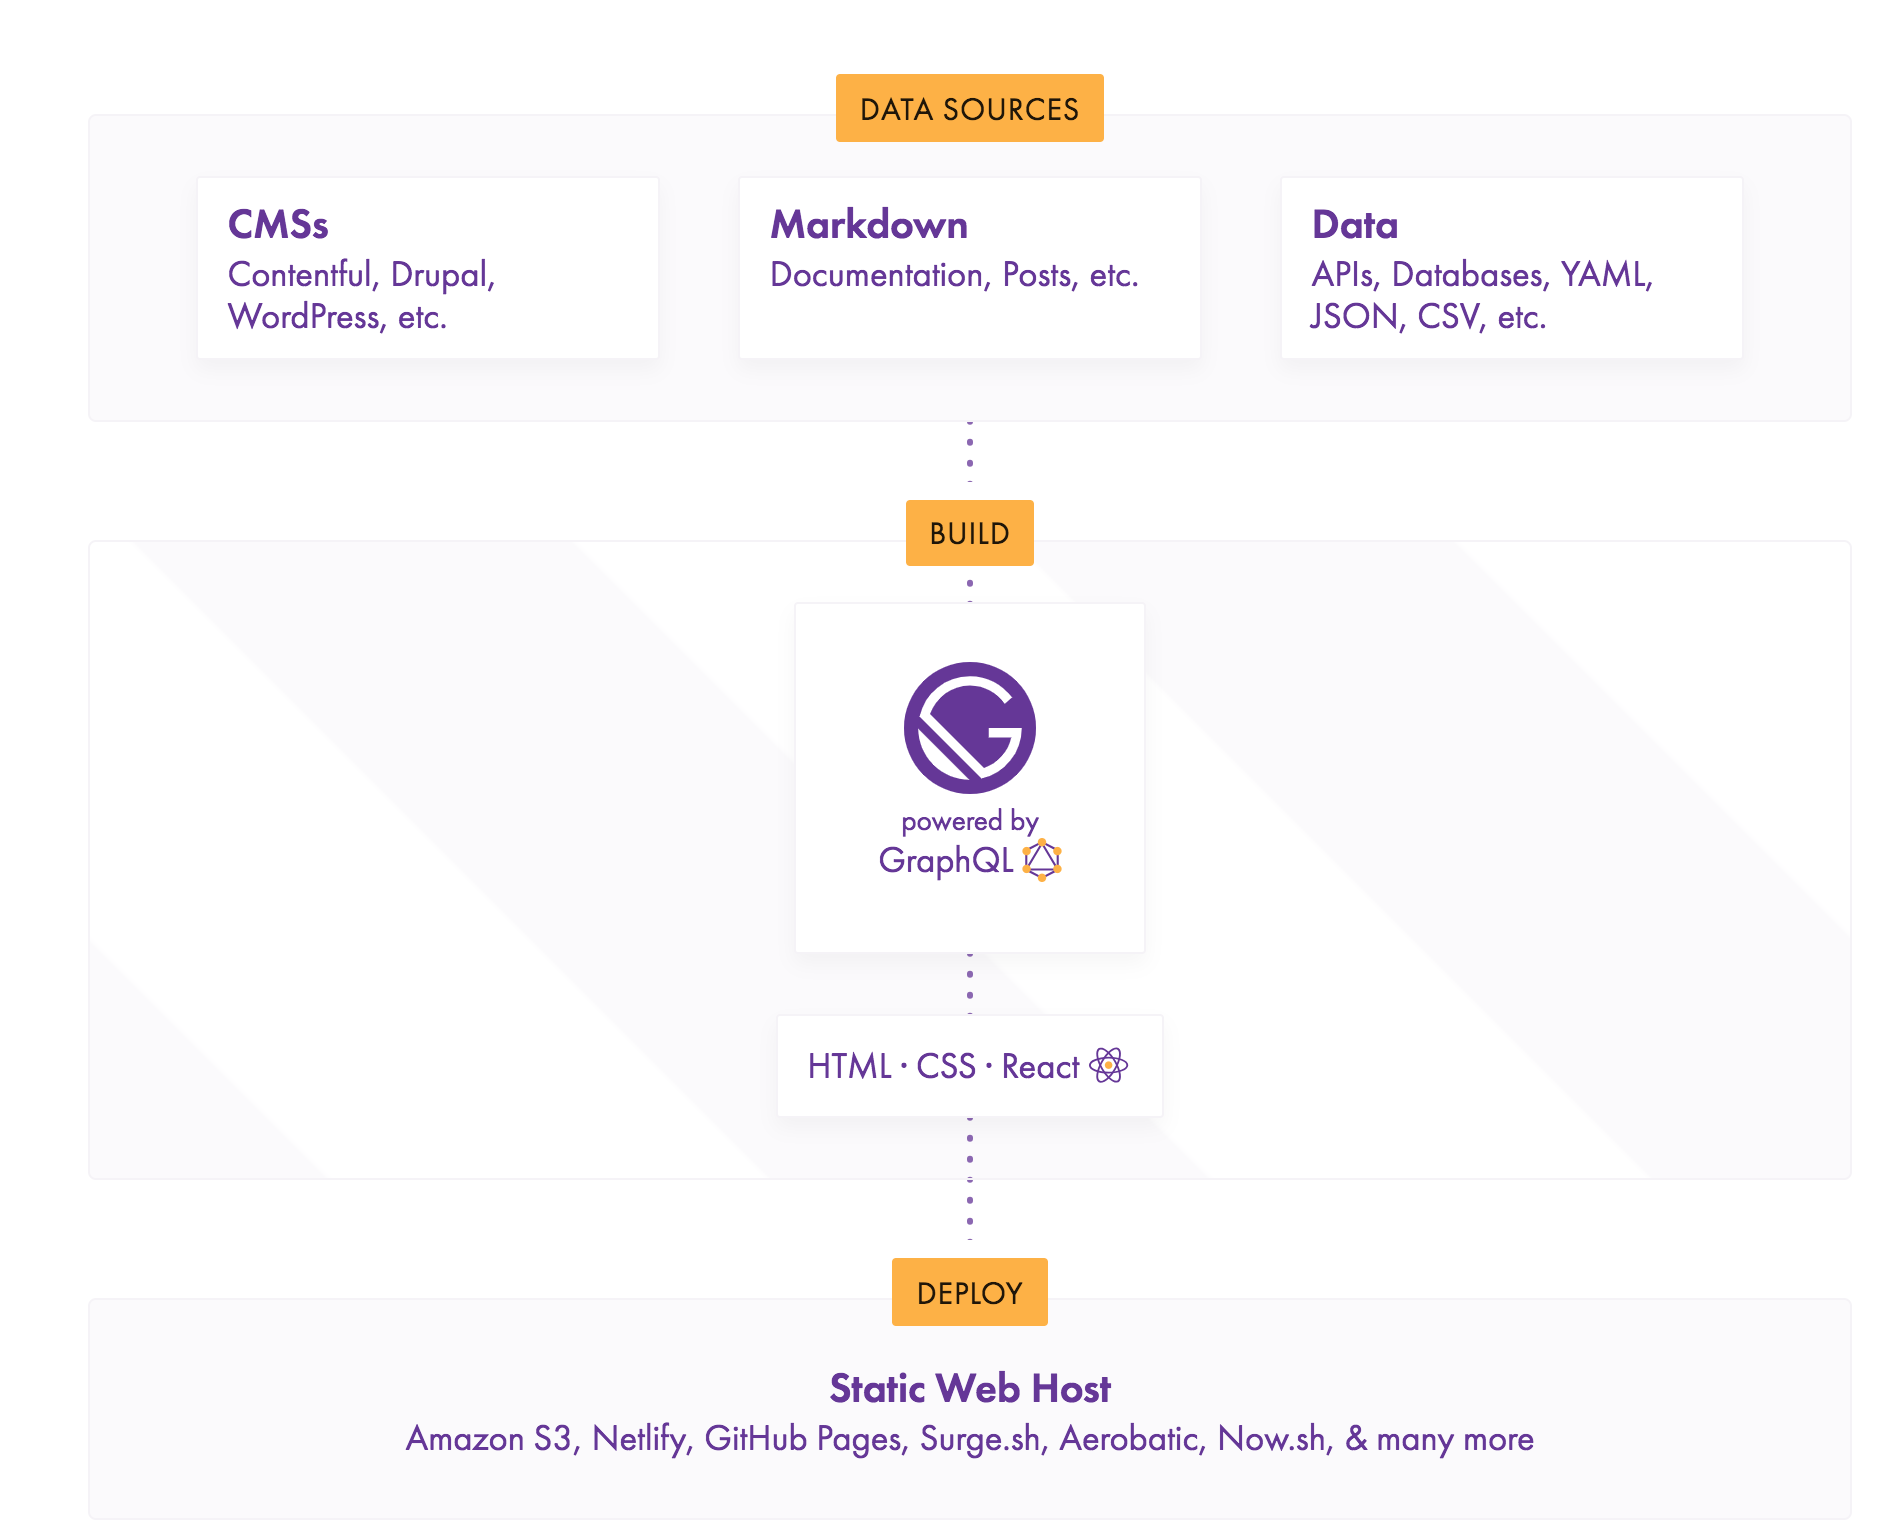 DATA SOURCES
CMSs
Contentful, Drupal,
WordPress, etc.
Markdown
Documentation, Posts, etc.
Data
APIs, Databases, YAML,
JSON, CSV, etc.
BUILD
powered by
GraphQL
HTML · CSS · React
DEPLOY
Static Web Host
Amazon S3, Netlify, GitHub Pages, Surge.sh, Aerobatic, Now.sh, & many more